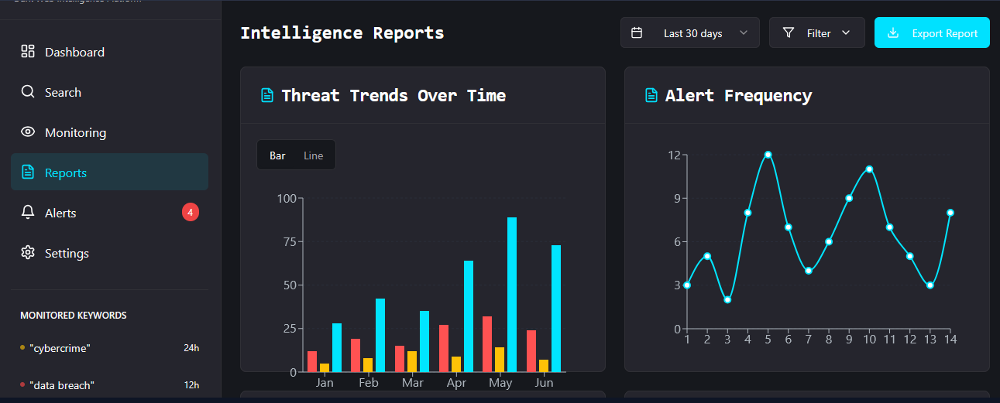 Dashboard
Search
Monitoring
Reports
Alerts
4
Settings
MONITORED KEYWORDS
"cybercrime"
24h
"data breach"
12h
Intelligence Reports
Last 30 days
Filter
Export Report
Threat Trends Over Time
Bar
Line
100
75
50
25
0
Jan Feb Mar Apr May Jun
Alert Frequency
12
9
6
3
0
1 2 3 4 5 6 7 8 9 10 11 12 13 14